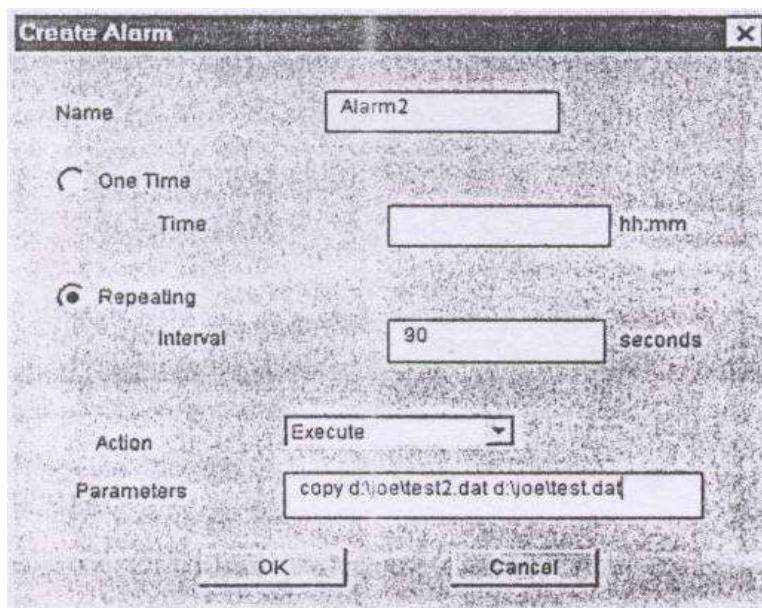 Create Alarm
Name Alarm2
One Time
Time hh:mm
Repeating
Interval 90 seconds
Action Execute
Parameters copy d:\joe\test2.dat d:\joe\test.dat
OK Cancel